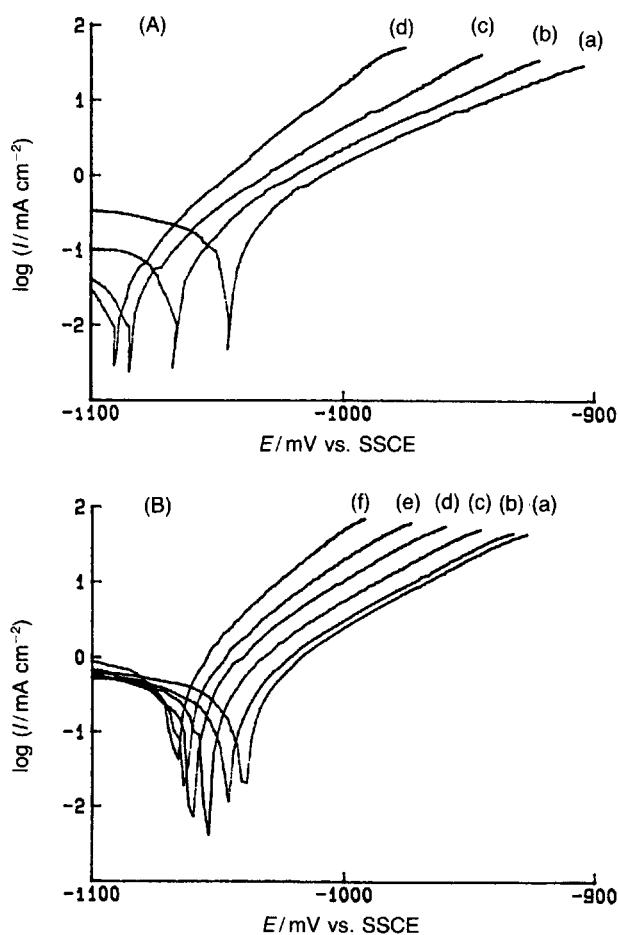 (A) (d) (c) (b) (a)
2
1
0
-1
-2
log (I/mA cm⁻²)
-1100 -1000 -900
E/mV vs. SSCE
(B) (f) (e) (d) (c) (b) (a)
2
1
0
-1
-2
log (I/mA cm⁻²)
-1100 -1000 -900
E/mV vs. SSCE